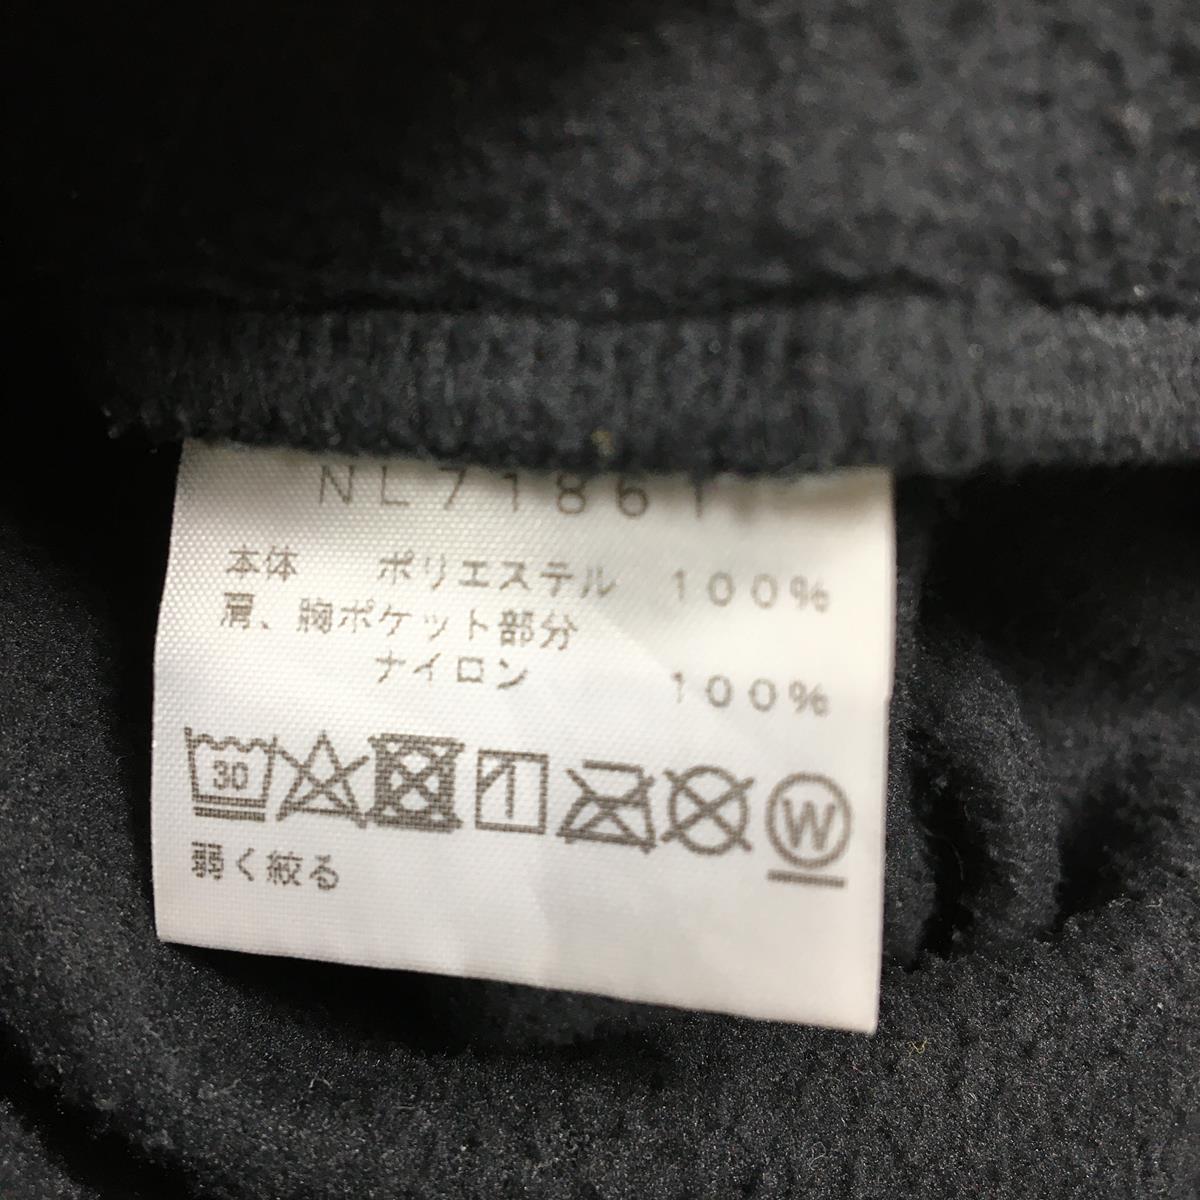 NL71861
本体 ポリエステル 100%
肩、胸ポケット部分
ナイロン 100%
30
W
弱く絞る